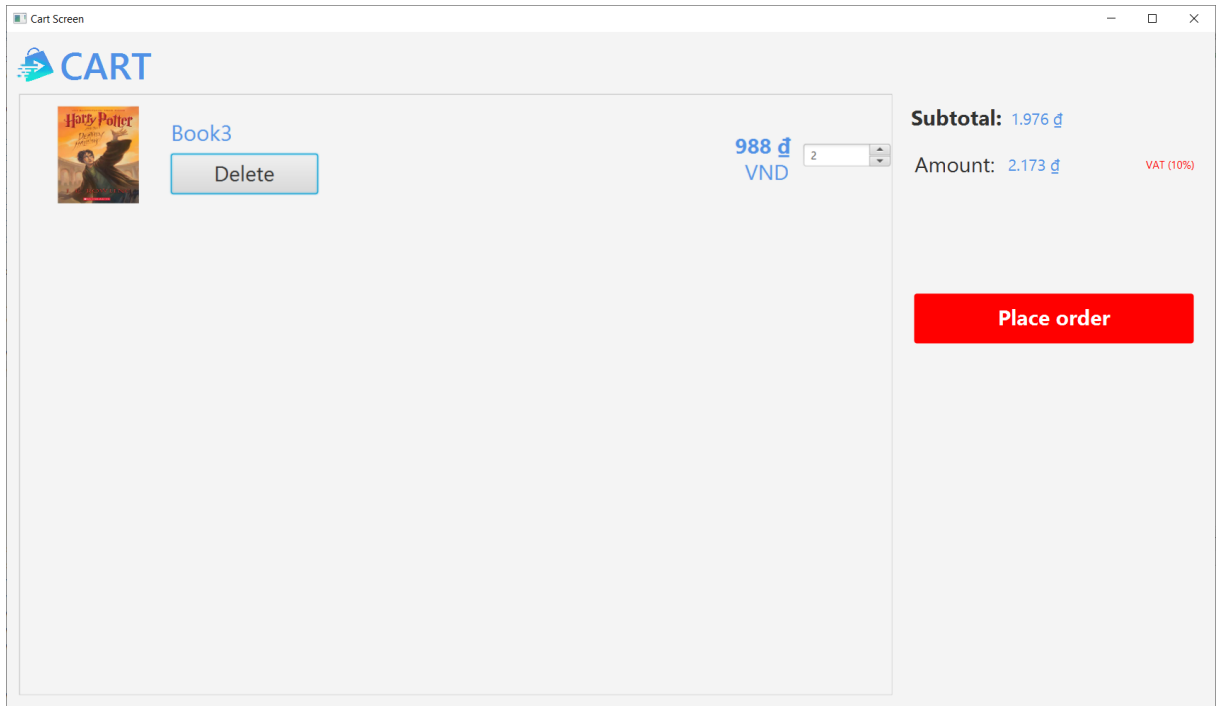 Cart Screen
CART
Harry Potter
Book3
Delete
988 ₫
VND
2
Subtotal: 1.976 ₫
Amount: 2.173 ₫ VAT (10%)
Place order